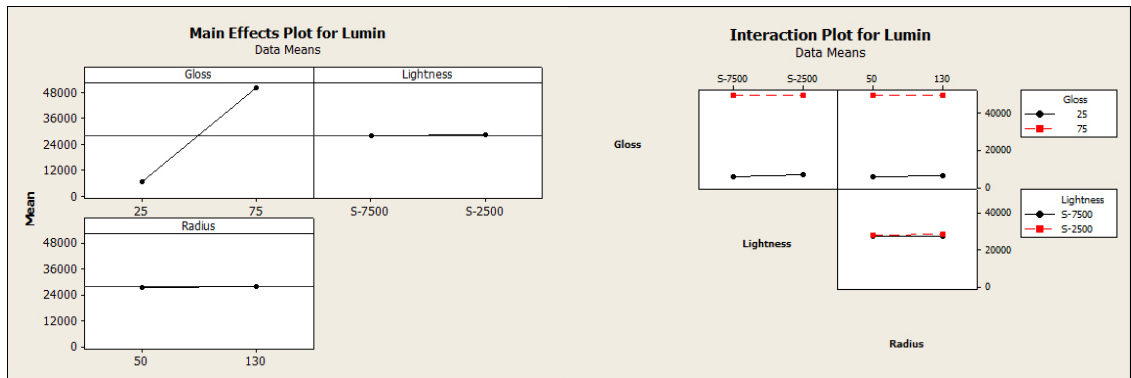 Main Effects Plot for Lumin
Data Means
Gloss Lightness
48000
36000
24000
12000
0
25 75 S-7500 S-2500
Radius
48000
36000
24000
12000
0
50 130
Mean
Interaction Plot for Lumin
Data Means
S-7500 S-2500 50 130
Gloss
40000
20000
0
Gloss
25
75
Lightness
40000
20000
0
Lightness
S-7500
S-2500
Radius